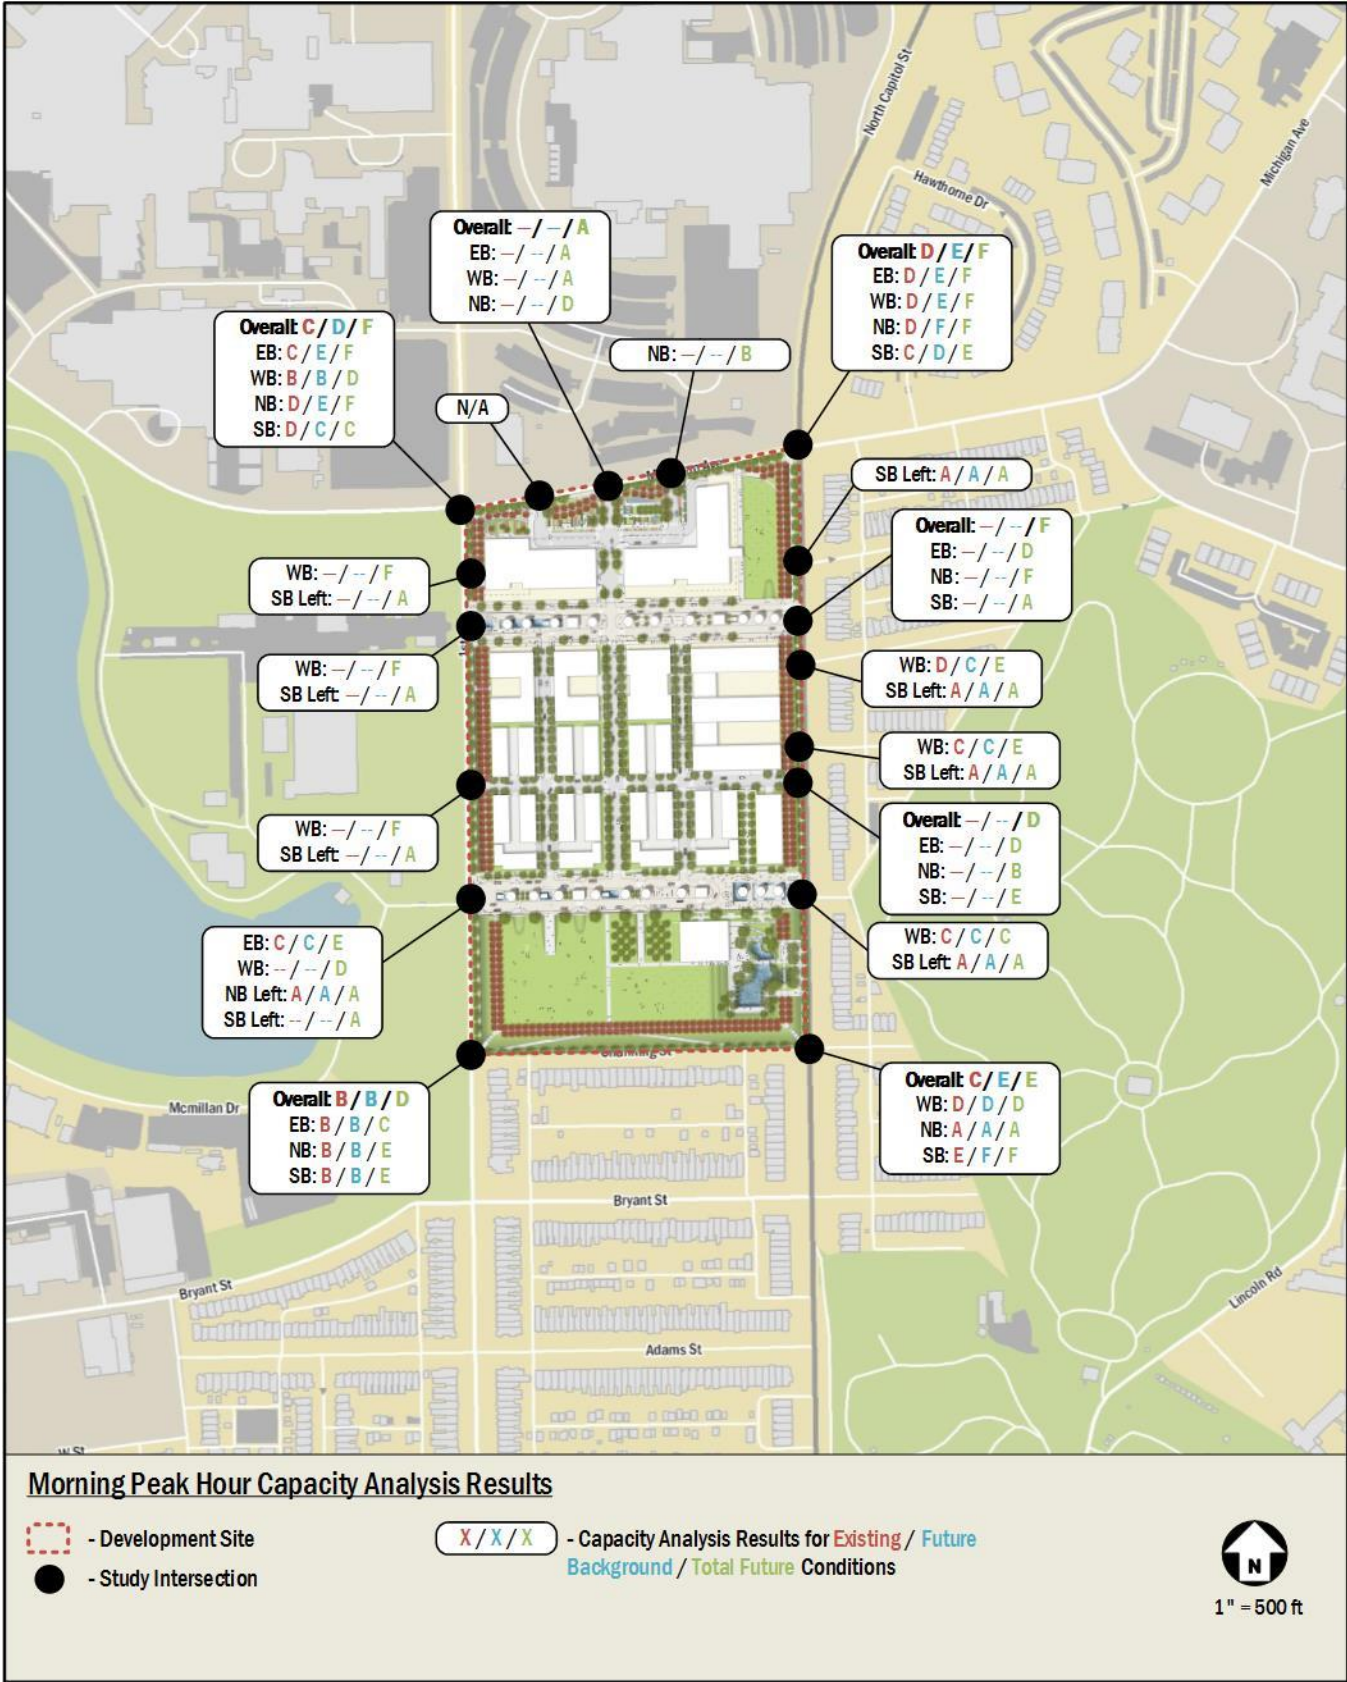 North Capitol St
Michigan Ave
Hawthorne Dr
Overall: --/--/A
EB: --/--/A
WB: --/--/A
NB: --/--/D
Overall: D/E/F
EB: D/E/F
WB: D/E/F
NB: D/F/F
SB: C/D/E
Overall: C/D/F
EB: C/E/F
WB: B/B/D
NB: D/E/F
SB: D/C/C
NB: --/--/B
N/A
SB Left: A/A/A
Overall: --/--/F
EB: --/--/D
NB: --/--/F
SB: --/--/A
WB: --/--/F
SB Left: --/--/A
WB: --/--/F
SB Left: --/--/A
WB: D/C/E
SB Left: A/A/A
WB: C/C/E
SB Left: A/A/A
WB: --/--/F
SB Left: --/--/A
Overall: --/--/D
EB: --/--/D
NB: --/--/B
SB: --/--/E
EB: C/C/E
WB: --/--/D
NB Left: A/A/A
SB Left: --/--/A
WB: C/C/C
SB Left: A/A/A
Channing St
Overall: B/B/D
EB: B/B/C
NB: B/B/E
SB: B/B/E
Overall: C/E/E
WB: D/D/D
NB: A/A/A
SB: E/F/F
Mcmillan Dr
Bryant St
Bryant St
Lincoln Rd
Adams St
W St
Morning Peak Hour Capacity Analysis Results
- Development Site
- Study Intersection
X/X/X - Capacity Analysis Results for Existing / Future
Background / Total Future Conditions
N
1" = 500 ft